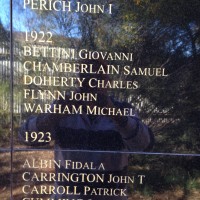 PERICH JOHN I
1922
BETTINI GIOVANNI
CHAMBERLAIN SAMUEL
DOHERTY CHARLES
FLYNN JOHN
WARHAM MICHAEL
1923
ALBIN FIDALA
CARRINGTON JOHN T
CARROLL PATRICK